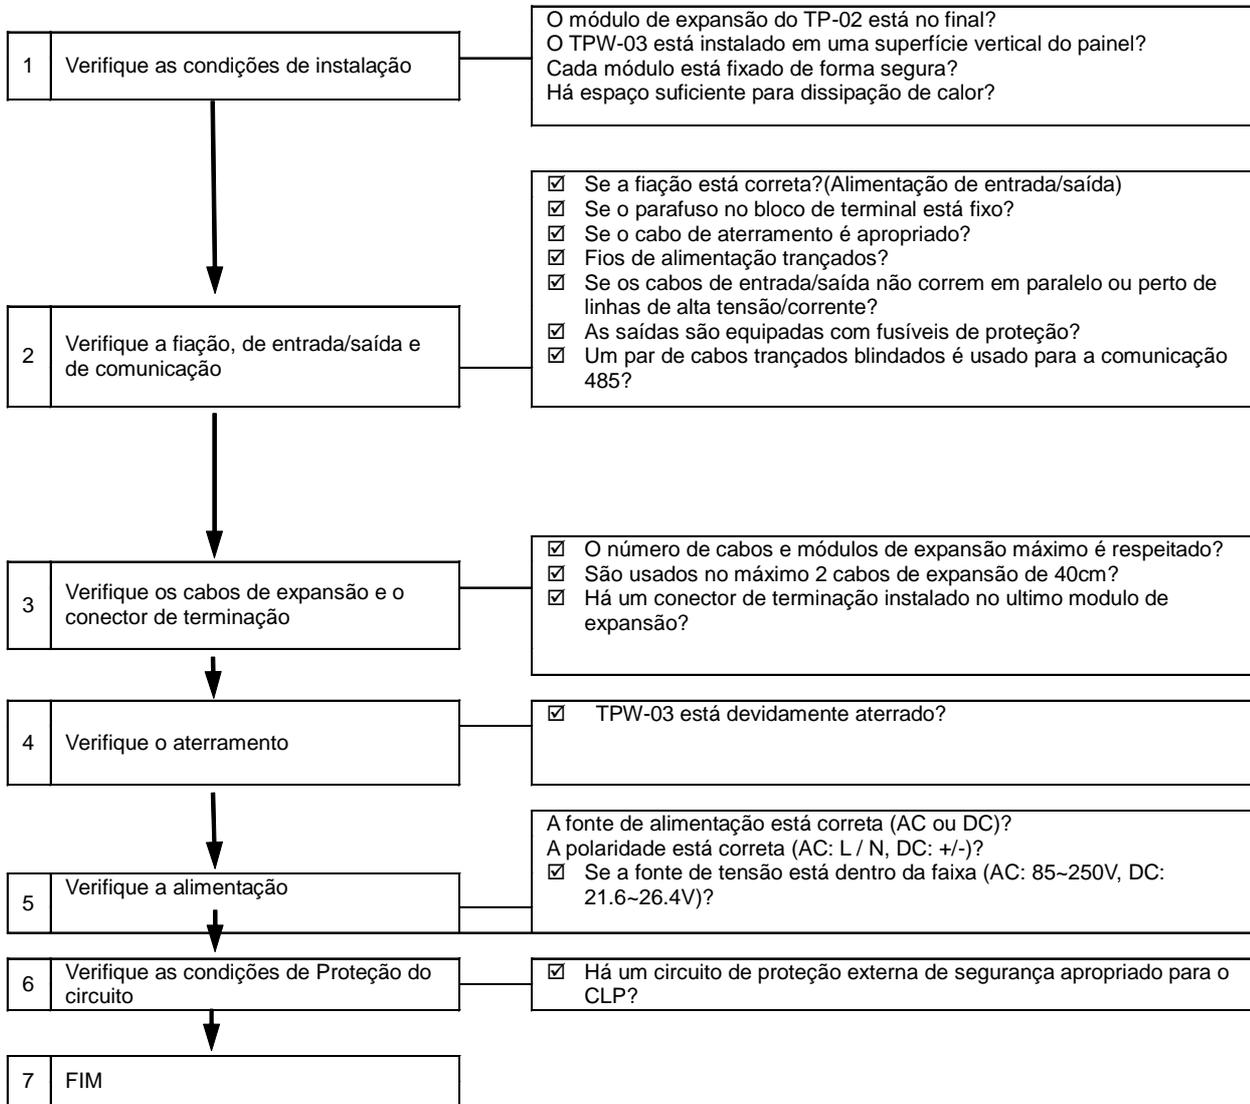 O módulo de expansão do TP-02 está no final?
O TPW-03 está instalado em uma superfície vertical do painel?
Cada módulo está fixado de forma segura?
Há espaço suficiente para dissipação de calor?
1 Verifique as condições de instalação
☑ Se a fiação está correta?(Alimentação de entrada/saída)
☑ Se o parafuso no bloco de terminal está fixo?
☑ Se o cabo de aterramento é apropriado?
☑ Fios de alimentação trançados?
☑ Se os cabos de entrada/saída não correm em paralelo ou perto de
linhas de alta tensão/corrente?
☑ As saídas são equipadas com fusíveis de proteção?
☑ Um par de cabos trançados blindados é usado para a comunicação
485?
2 Verifique a fiação, de entrada/saída e
de comunicação
☑ O número de cabos e módulos de expansão máximo é respeitado?
☑ São usados no máximo 2 cabos de expansão de 40cm?
☑ Há um conector de terminação instalado no ultimo modulo de
expansão?
3 Verifique os cabos de expansão e o
conector de terminação
☑ TPW-03 está devidamente aterrado?
4 Verifique o aterramento
A fonte de alimentação está correta (AC ou DC)?
A polaridade está correta (AC: L / N, DC: +/-)?
☑ Se a fonte de tensão está dentro da faixa (AC: 85~250V, DC:
21.6~26.4V)?
5 Verifique a alimentação
6 Verifique as condições de Proteção do
circuito
☑ Há um circuito de proteção externa de segurança apropriado para o
CLP?
7 FIM